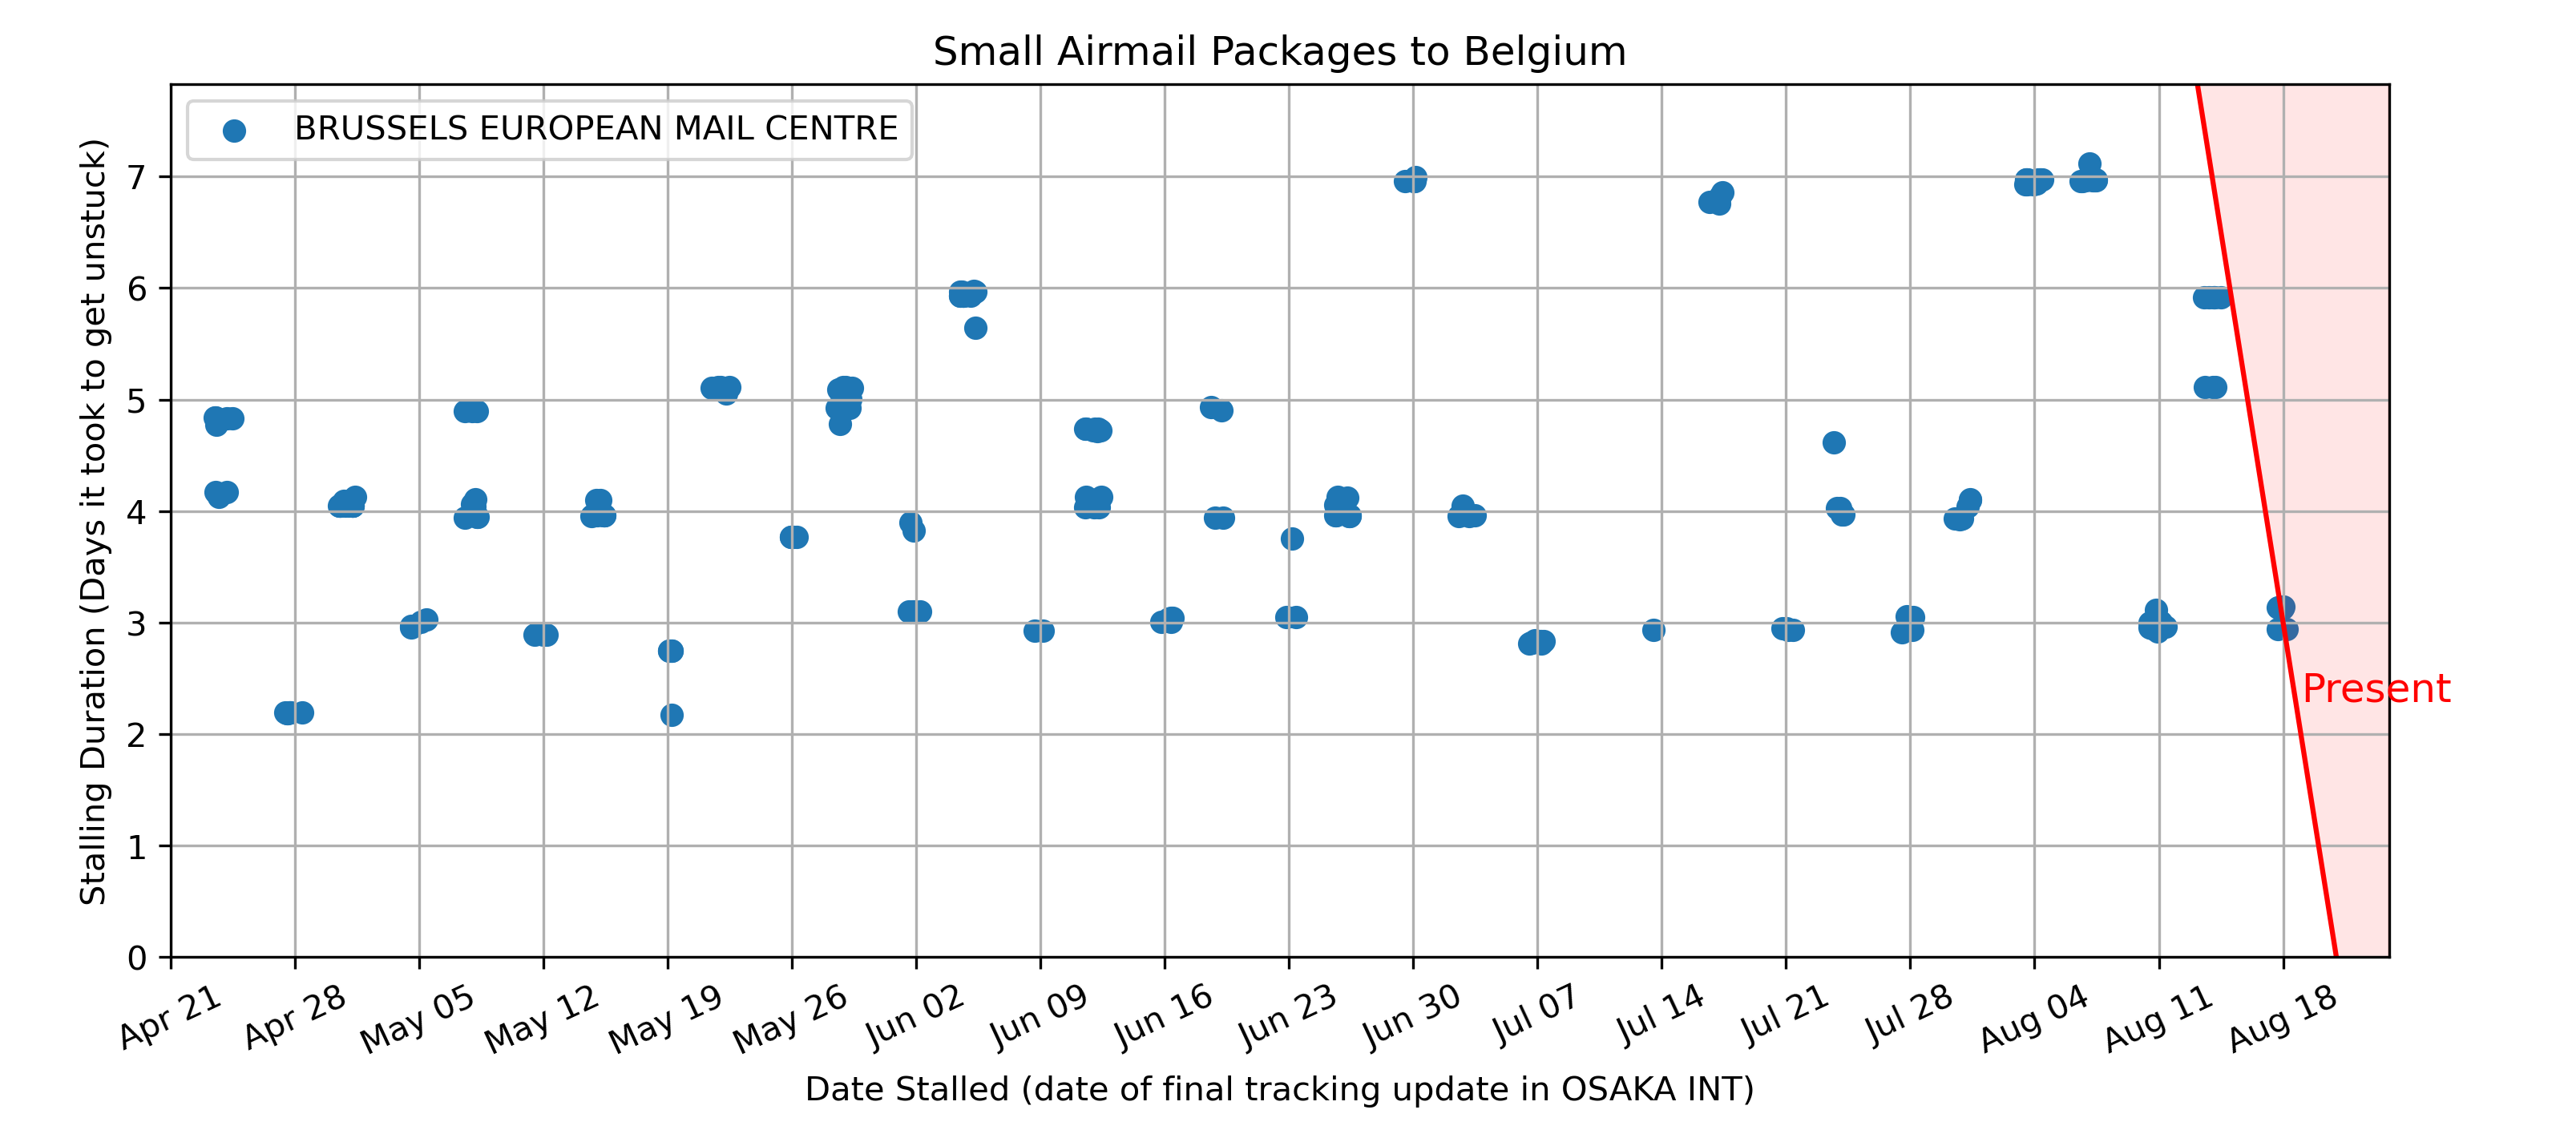 Small Airmail Packages to Belgium
BRUSSELS EUROPEAN MAIL CENTRE
Stalling Duration (Days it took to get unstuck)
7
6
5
4
3
2
1
0
Present
Apr 21
Apr 28
May 05
May 12
May 19
May 26
Jun 02
Jun 09
Jun 16
Jun 23
Jun 30
Jul 07
Jul 14
Jul 21
Jul 28
Aug 04
Aug 11
Aug 18
Date Stalled (date of final tracking update in OSAKA INT)